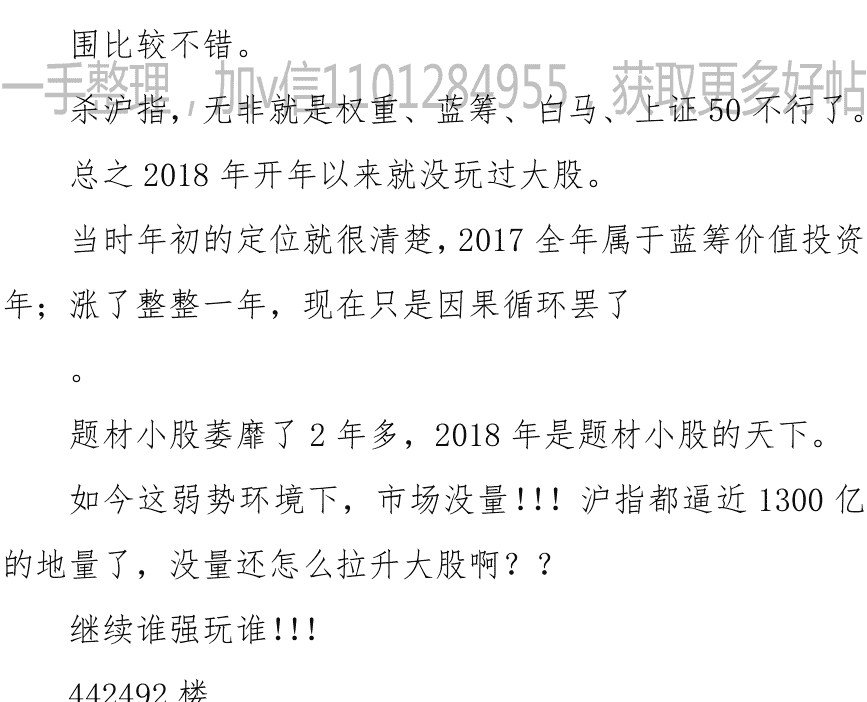 围比较不错。
一手整理，加v信1101284955，获取更多好帖
杀沪指，无非就是权重、蓝筹、白马、上证50不行了。
总之2018年开年以来就没玩过大股。
当时年初的定位就很清楚，2017全年属于蓝筹价值投资
年；涨了整整一年，现在只是因果循环罢了
。
题材小股萎靡了2年多，2018年是题材小股的天下。
如今这弱势环境下，市场没量!!! 沪指都逼近1300亿
的地量了，没量还怎么拉升大股啊？？
继续谁强玩谁!!!
442492楼